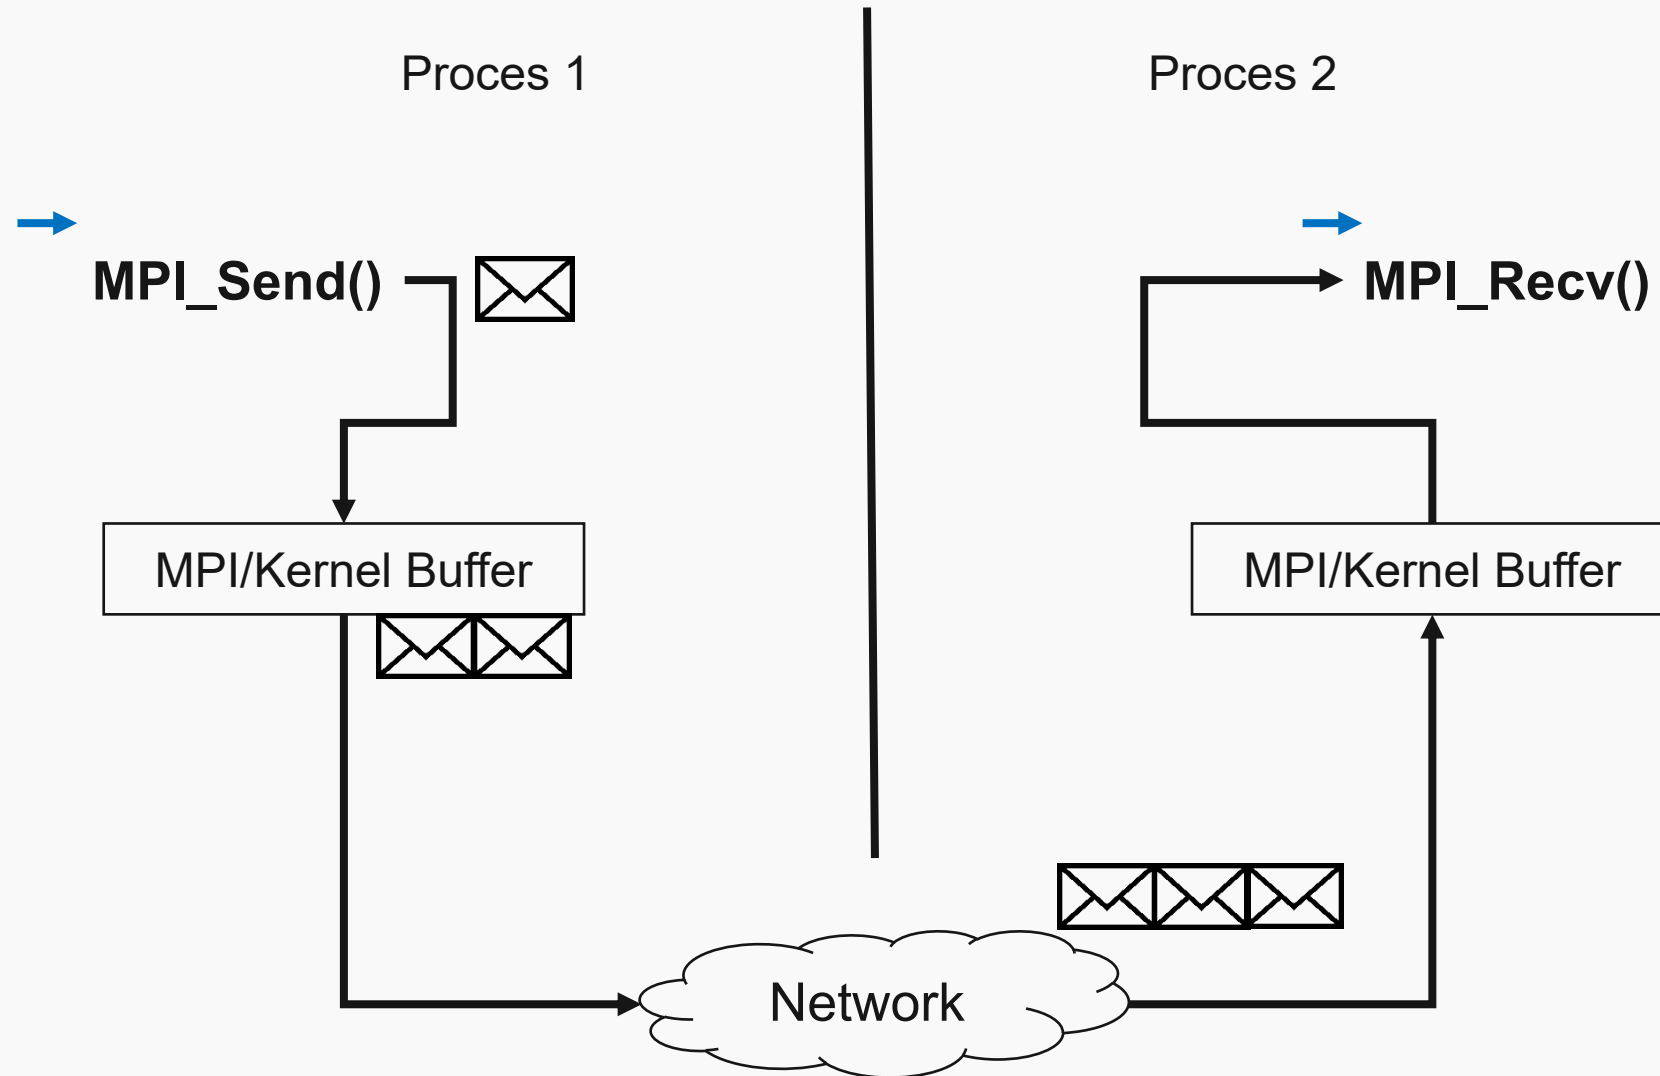 Proces 1
Proces 2
MPI_Send()
MPI_Recv()
MPI/Kernel Buffer
MPI/Kernel Buffer
Network